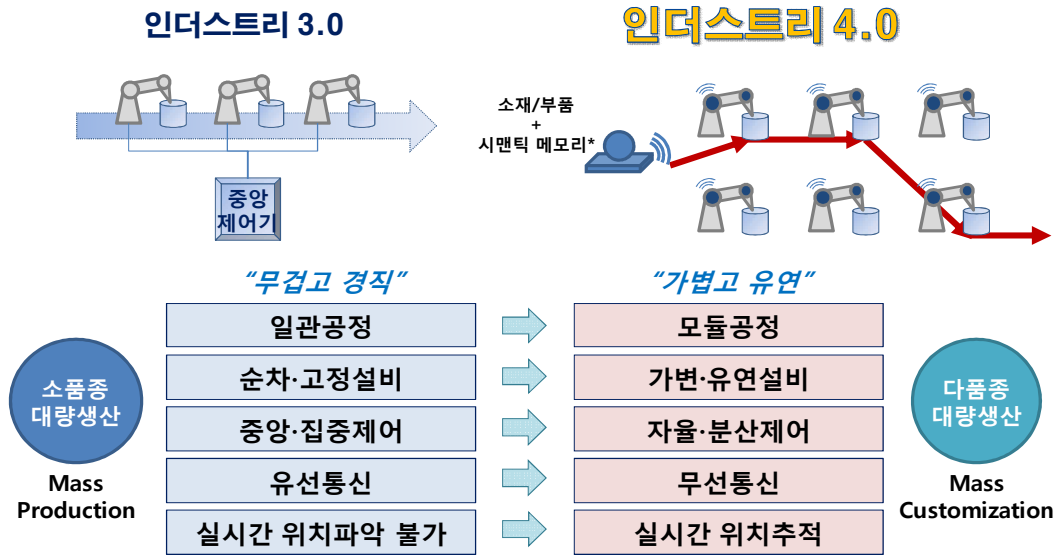 인더스트리 3.0
인더스트리 4.0
소재/부품
+
시맨틱 메모리*
중앙
제어기
“무겁고 경직”
“가볍고 유연”
일관공정
모듈공정
순차·고정설비
가변·유연설비
중앙·집중제어
자율·분산제어
유선통신
무선통신
실시간 위치파악 불가
실시간 위치추적
소품종
대량생산
Mass
Production
다품종
대량생산
Mass
Customization